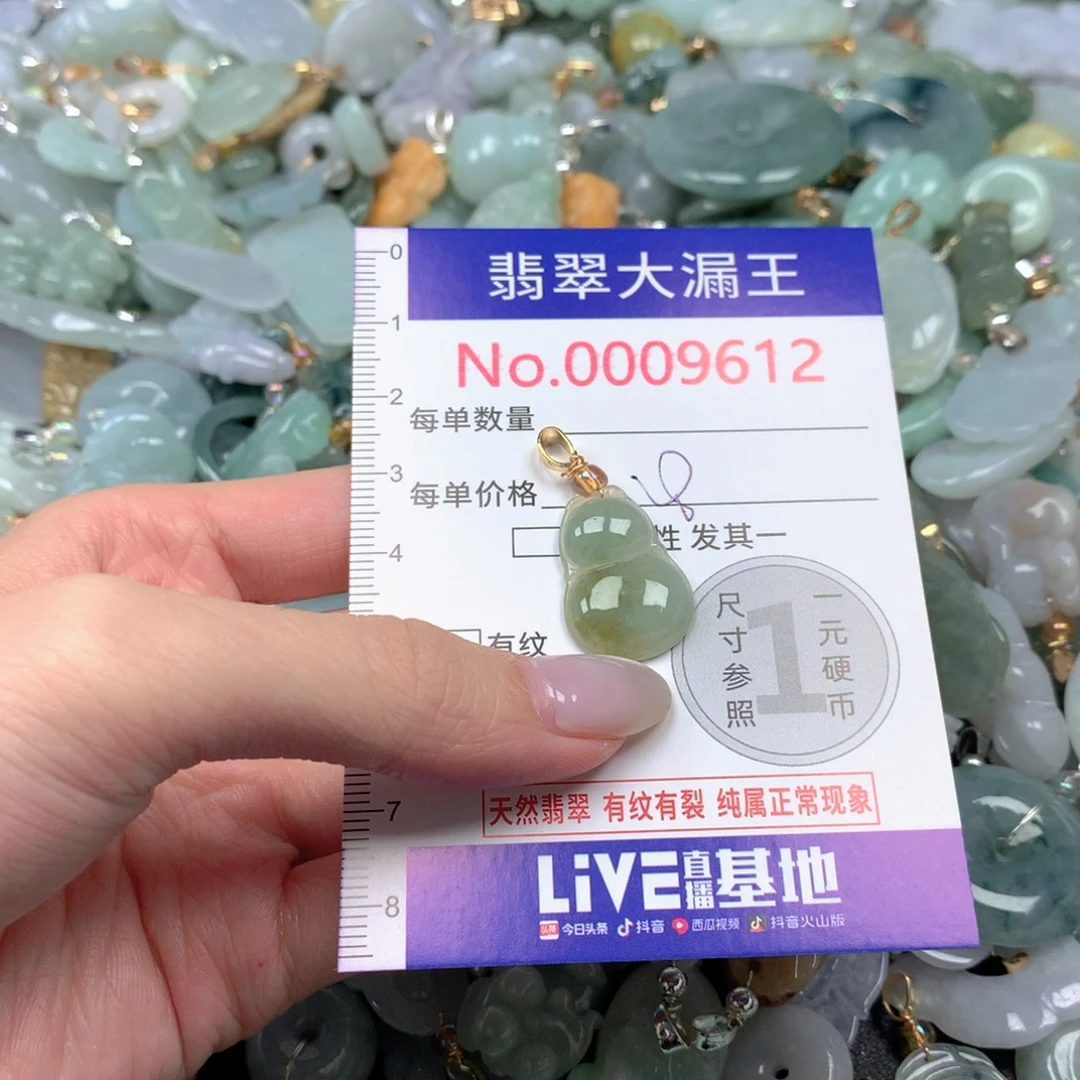 翡翠大漏王
No.0009612
每单数量
每单价格
性 发其一
有纹
尺寸参照
1
一元硬币
天然翡翠 有纹有裂 纯属正常现象
LiVE直播基地
头条 今日头条 抖音 西瓜视频 抖音火山版
0
1
2
3
4
7
8